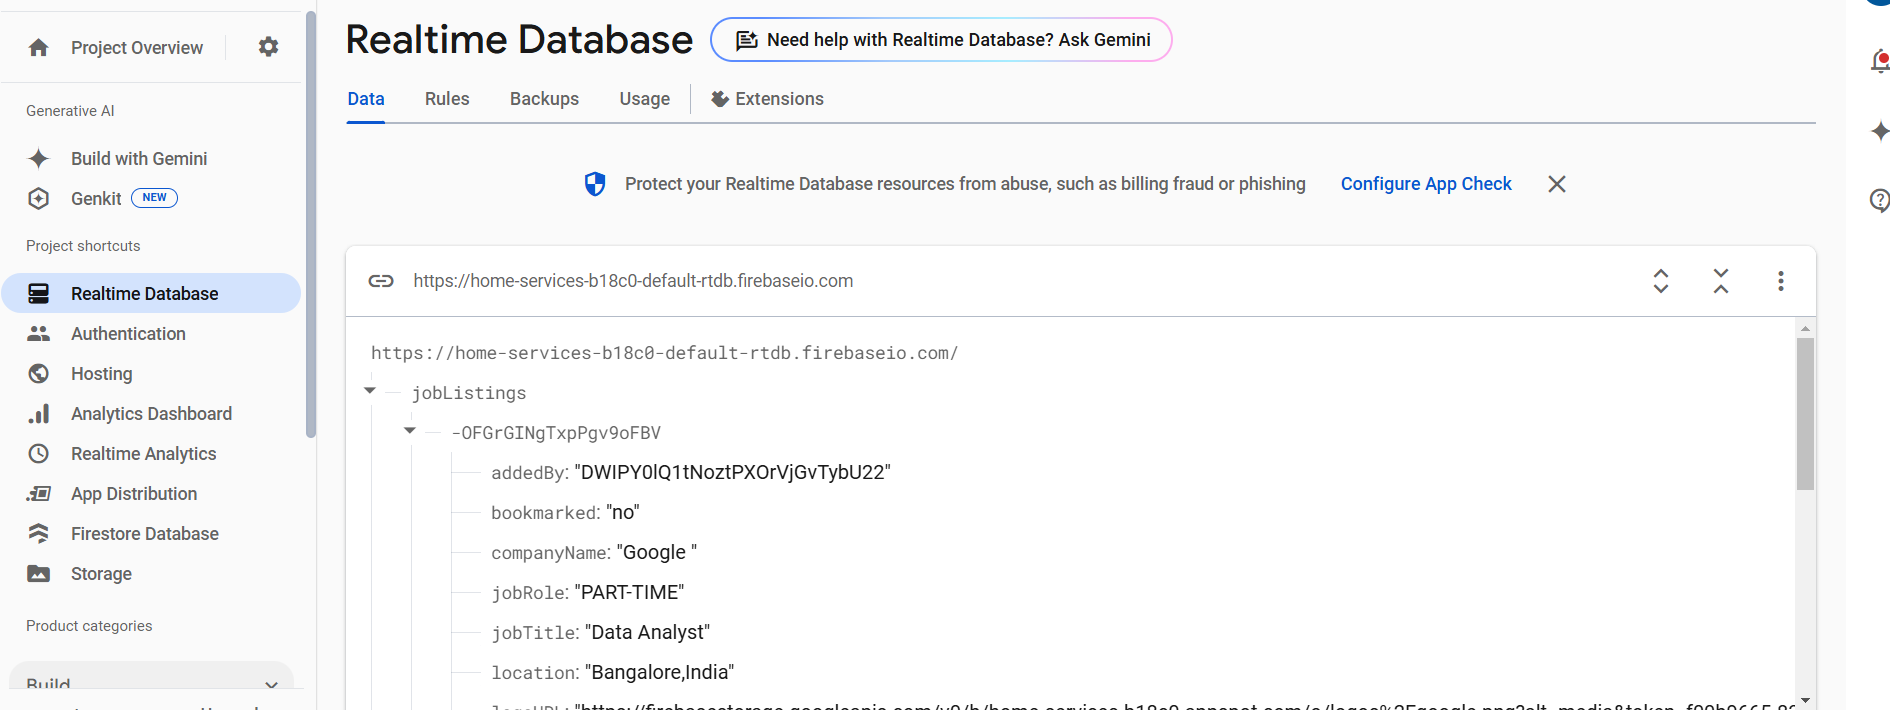 Project Overview
Generative AI
Build with Gemini
Genkit NEW
Project shortcuts
Realtime Database
Authentication
Hosting
Analytics Dashboard
Realtime Analytics
App Distribution
Firestore Database
Storage
Product categories
Build
Realtime Database
Need help with Realtime Database? Ask Gemini
Data Rules Backups Usage Extensions
Protect your Realtime Database resources from abuse, such as billing fraud or phishing Configure App Check
https://home-services-b18c0-default-rtdb.firebaseio.com
https://home-services-b18c0-default-rtdb.firebaseio.com/
jobListings
-OFGrGINgTxpPgv9oFBV
addedBy: "DWIPY0lQ1tNoztPXOrVjGvTybU22"
bookmarked: "no"
companyName: "Google "
jobRole: "PART-TIME"
jobTitle: "Data Analyst"
location: "Bangalore,India"